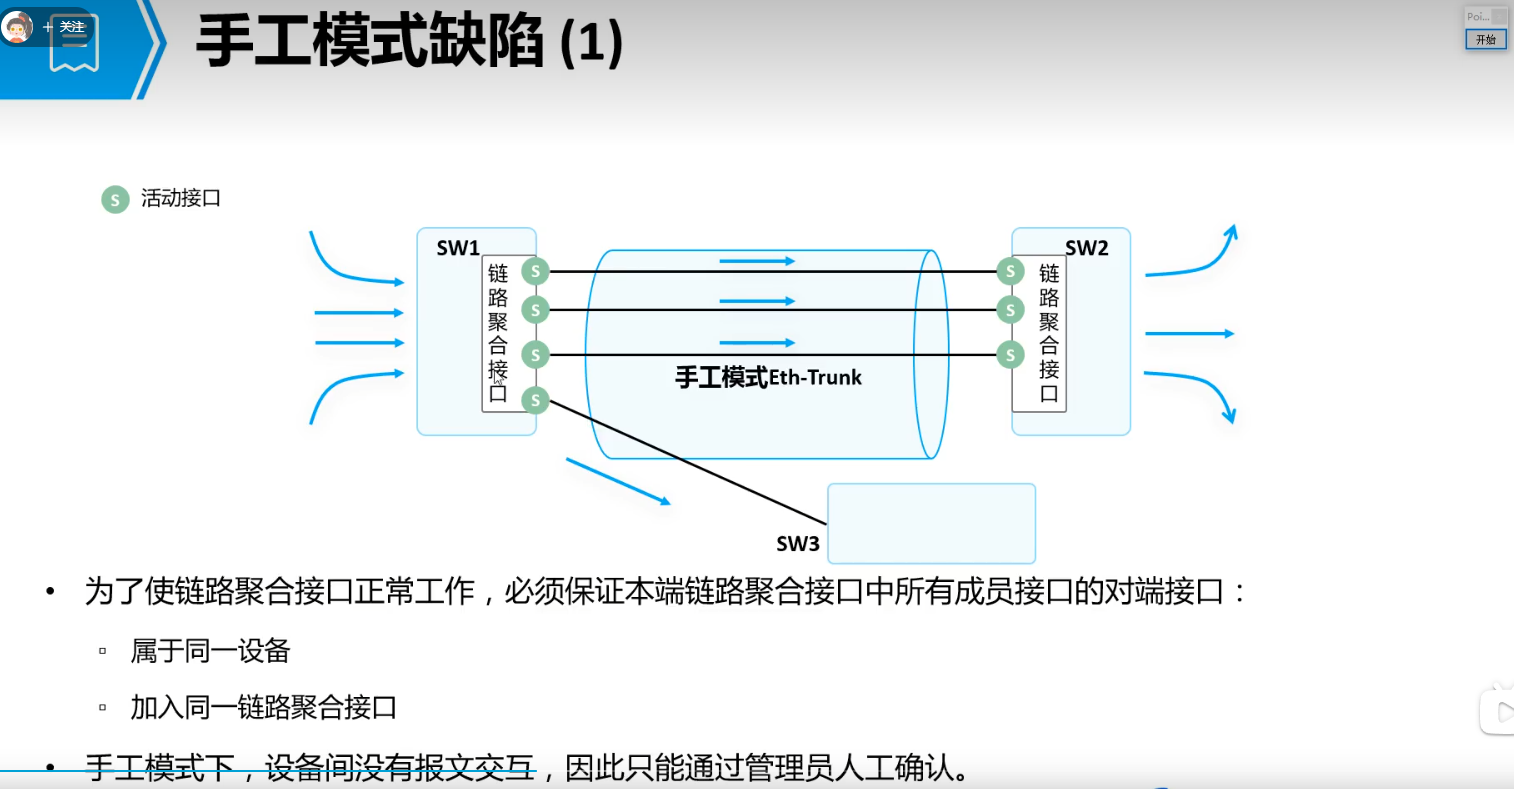 + 关注
手工模式缺陷 (1)
Poi...
开始
S 活动接口
SW1
SW2
链路聚合接口
S
S
S
S
S
S
S
链路聚合接口
手工模式Eth-Trunk
SW3
• 为了使链路聚合接口正常工作，必须保证本端链路聚合接口中所有成员接口的对端接口：
▫ 属于同一设备
▫ 加入同一链路聚合接口
• 手工模式下，设备间没有报文交互，因此只能通过管理员人工确认。